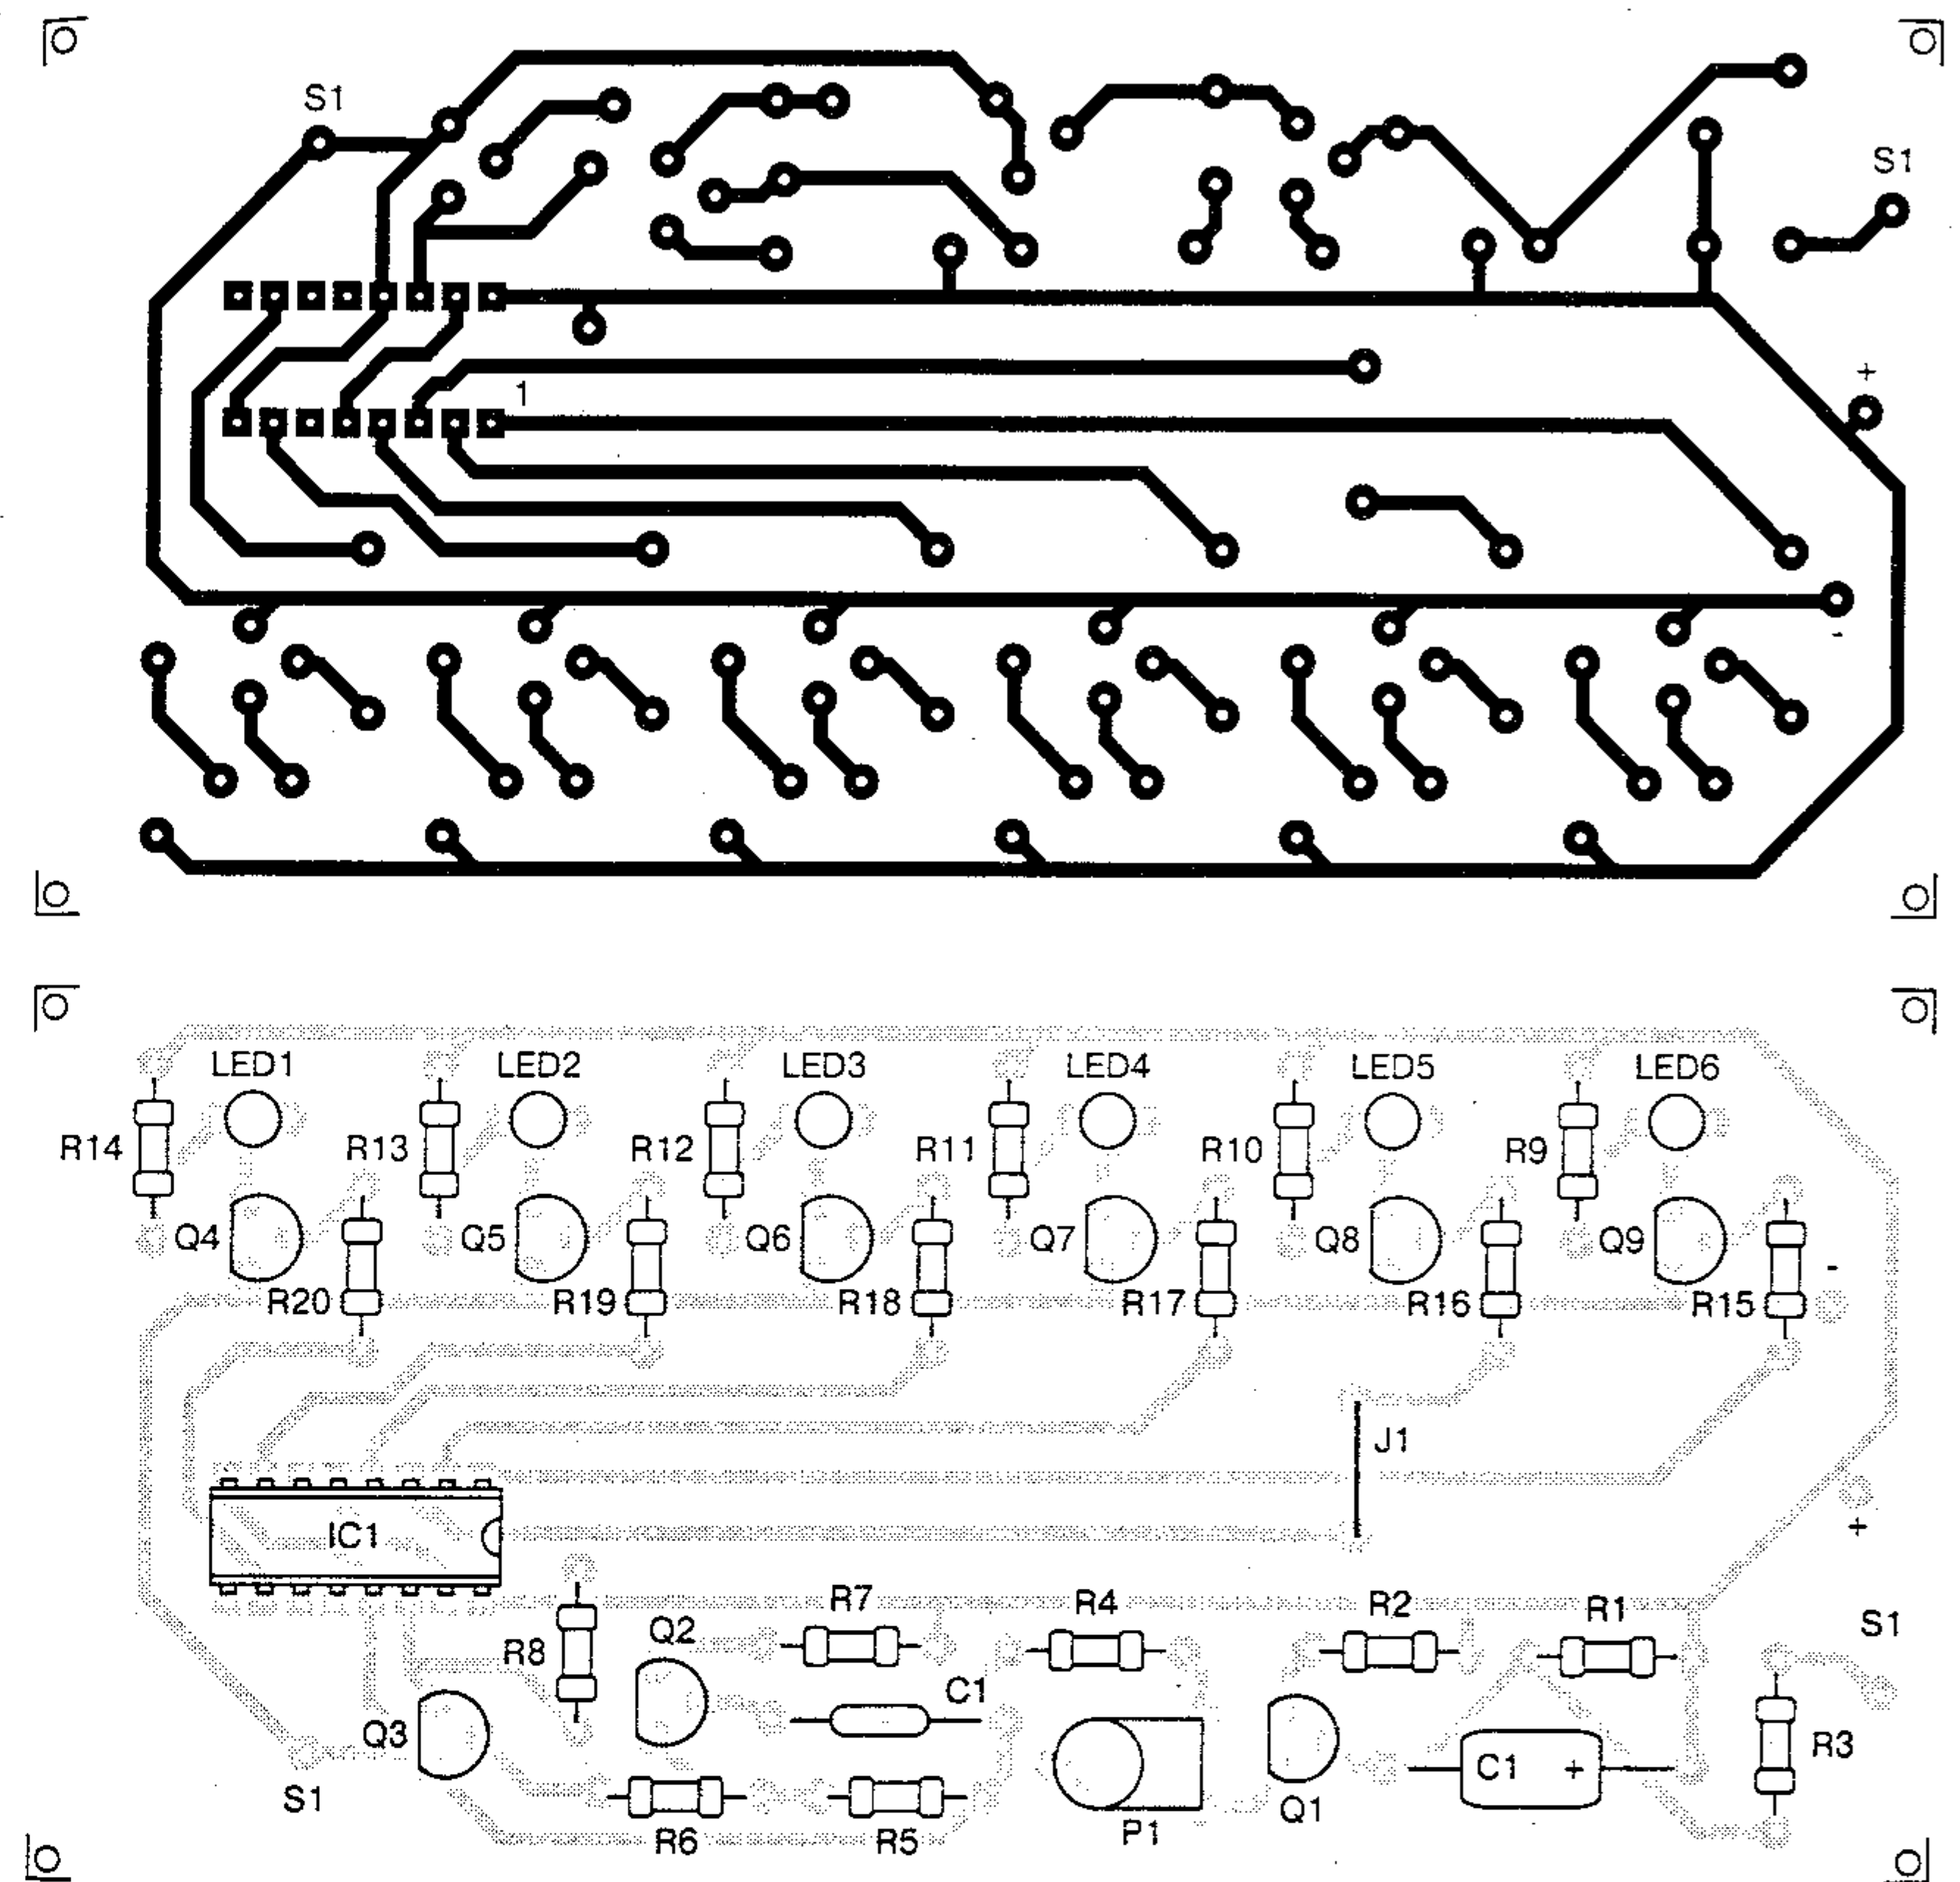 S1
S1
+
1
-
LED1 LED2 LED3 LED4 LED5 LED6
R14 R13 R12 R11 R10 R9
Q4 Q5 Q6 Q7 Q8 Q9
-
R20 R19 R18 R17 R16 R15
J1
IC1
+
R7 R4 R2 R1
S1
Q2
R8
C1
Q3
R3
C1 +
S1
Q1
R6 R5 P1